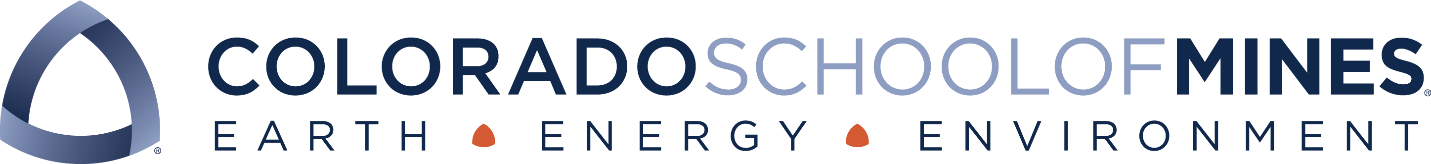 COLORADOSCHOOLOFMINES®
EARTH ENERGY ENVIRONMENT
®